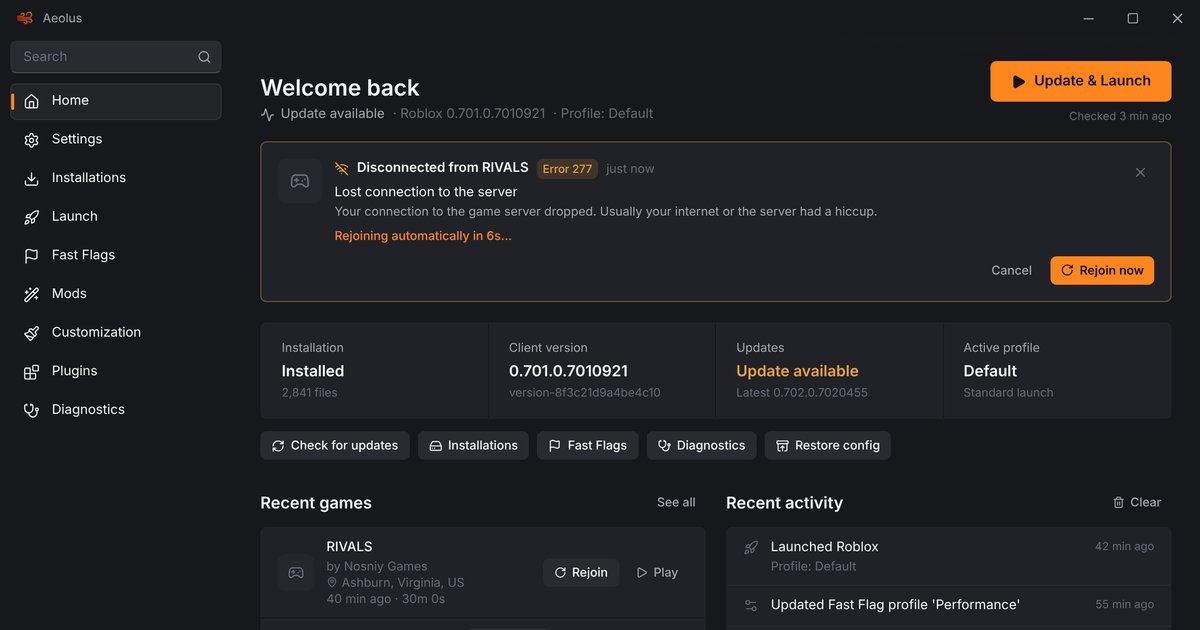 Aeolus
Search
Home
Settings
Installations
Launch
Fast Flags
Mods
Customization
Plugins
Diagnostics
Welcome back
Update available · Roblox 0.701.0.7010921 · Profile: Default
Update & Launch
Checked 3 min ago
Disconnected from RIVALS Error 277 just now
Lost connection to the server
Your connection to the game server dropped. Usually your internet or the server had a hiccup.
Rejoining automatically in 6s...
Cancel Rejoin now
Installation
Installed
2,841 files
Client version
0.701.0.7010921
version-8f3c21d9a4be4c10
Updates
Update available
Latest 0.702.0.7020455
Active profile
Default
Standard launch
Check for updates Installations Fast Flags Diagnostics Restore config
Recent games See all
RIVALS
by Nosniy Games
Ashburn, Virginia, US
40 min ago · 30m 0s
Rejoin Play
Recent activity Clear
Launched Roblox 42 min ago
Profile: Default
Updated Fast Flag profile 'Performance' 55 min ago